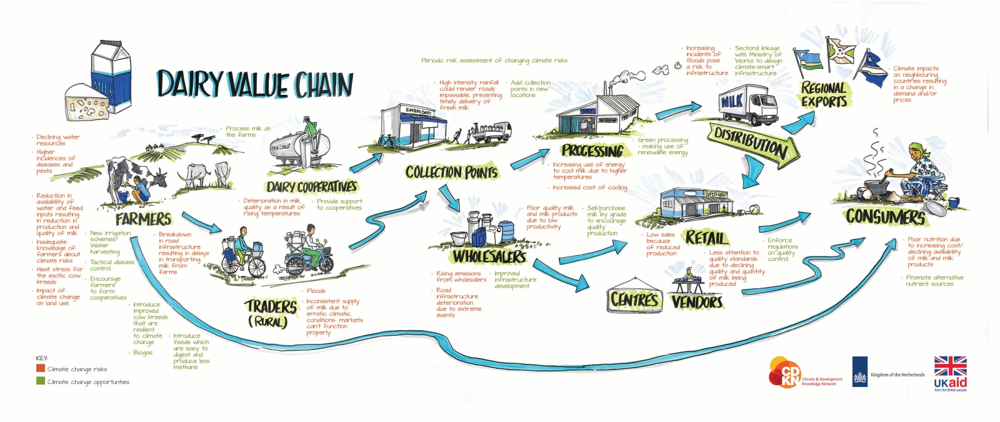 MILK
DAIRY VALUE CHAIN
Periodic risk assessment of changing climate risks
· Declining water
resources
· Higher
incidences of
diseases and
pests
· Reduction in
availability of
water and feed
inputs resulting
in reduction in
production and
quality of milk
· Inadequate
knowledge of
farmers about
climate risks
· Heat stress for
the exotic cow
breeds
· Impact of
climate change
on land use
FARMERS
· New irrigation
schemes/
Water
harvesting
· Tactical disease
control
· Encourage
farmers
to form
cooperatives
· Introduce
improved
cow breeds
that are
resilient
to climate
change
· Biogas
· Introduce
feeds which
are easy to
digest and
produce less
methane
· Breakdown
in road
infrastructure
resulting in delays
in transporting
milk from
farms
· Process milk at
the farms
MILK COOLER
DAIRY COOPERATIVES
· Deterioration in milk
quality as a result of
rising temperatures
· Provide support
to cooperatives
TRADERS
(RURAL)
· Floods
· Inconsistent supply
of milk due to
erratic climatic
conditions- markets
can't function
properly
· High intensity rainfall
could render roads
impassable, preventing
timely delivery of
fresh milk
· Add collection
points in new
locations
EASTERN DAIRY
COLLECTION POINTS
WHOLESALERS
· Rising emissions
from wholesalers
· Road
infrastructure
deterioration
due to extreme
events
· Improved
infrastructure
development
· Poor quality milk
and milk products
due to low
productivity
· Sell/purchase
milk by grade
to encourage
quality
production
PROCESSING
· Green processing
- making use of
renewable energy
· Increasing use of energy
to cool milk due to higher
temperatures
· Increased cost of cooling
· Increasing
incidents of
floods pose
a risk to
infrastructure
· Sectoral linkage
with Ministry of
Works to design
climate-smart
infrastructure
MILK
DISTRIBUTION
REGIONAL
EXPORTS
· Climate impacts
on neighbouring
countries resulting
in a change in
demand and/or
prices
SUPERMARKET
RETAIL
· Low sales
because
of reduced
production
· Less attention to
quality standards
due to declining
quality and quantity
of milk being
produced
· Enforce
regulations
on quality
control
CENTRES
VENDORS
CONSUMERS
· Poor nutrition due
to increasing cost/
declining availability
of milk and milk
products
· Promote alternative
nutrient sources
KEY:
Climate change risks
Climate change opportunties
CDKN
Climate & Development
Knowledge Network
Kingdom of the Netherlands
UKaid
from the British people